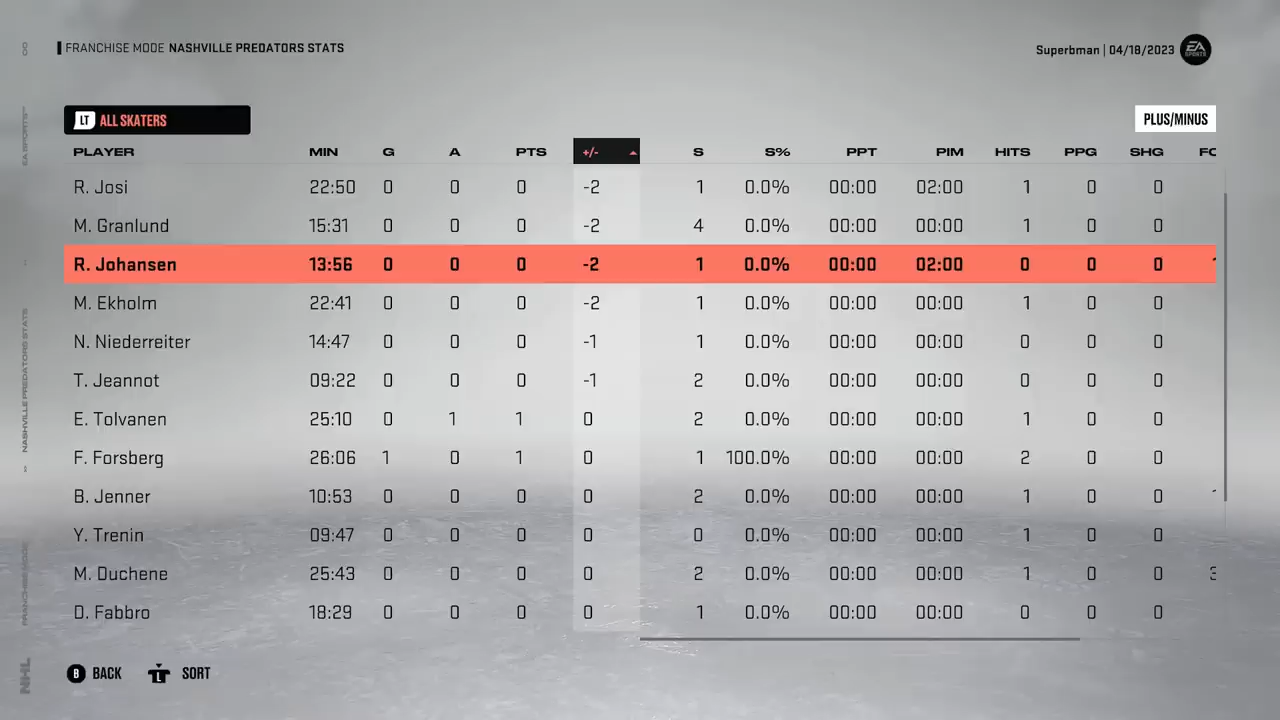 FRANCHISE MODE NASHVILLE PREDATORS STATS
Superbman | 04/18/2023
EA SPORTS
LT ALL SKATERS
PLUS/MINUS
PLAYER MIN G A PTS +/- S S% PPT PIM HITS PPG SHG
R. Josi 22:50 0 0 0 -2 1 0.0% 00:00 02:00 1 0 0
M. Granlund 15:31 0 0 0 -2 4 0.0% 00:00 00:00 1 0 0
R. Johansen 13:56 0 0 0 -2 1 0.0% 00:00 02:00 0 0 0
M. Ekholm 22:41 0 0 0 -2 1 0.0% 00:00 00:00 1 0 0
N. Niederreiter 14:47 0 0 0 -1 1 0.0% 00:00 00:00 0 0 0
T. Jeannot 09:22 0 0 0 -1 2 0.0% 00:00 00:00 0 0 0
E. Tolvanen 25:10 0 1 1 0 2 0.0% 00:00 00:00 1 0 0
F. Forsberg 26:06 1 0 1 0 1 100.0% 00:00 00:00 2 0 0
B. Jenner 10:53 0 0 0 0 2 0.0% 00:00 00:00 1 0 0
Y. Trenin 09:47 0 0 0 0 0 0.0% 00:00 00:00 1 0 0
M. Duchene 25:43 0 0 0 0 2 0.0% 00:00 00:00 1 0 0
D. Fabbro 18:29 0 0 0 0 1 0.0% 00:00 00:00 0 0 0
B BACK L SORT
NHL
FRANCHISE MODE
NASHVILLE PREDATORS STATS
EA SPORTS™